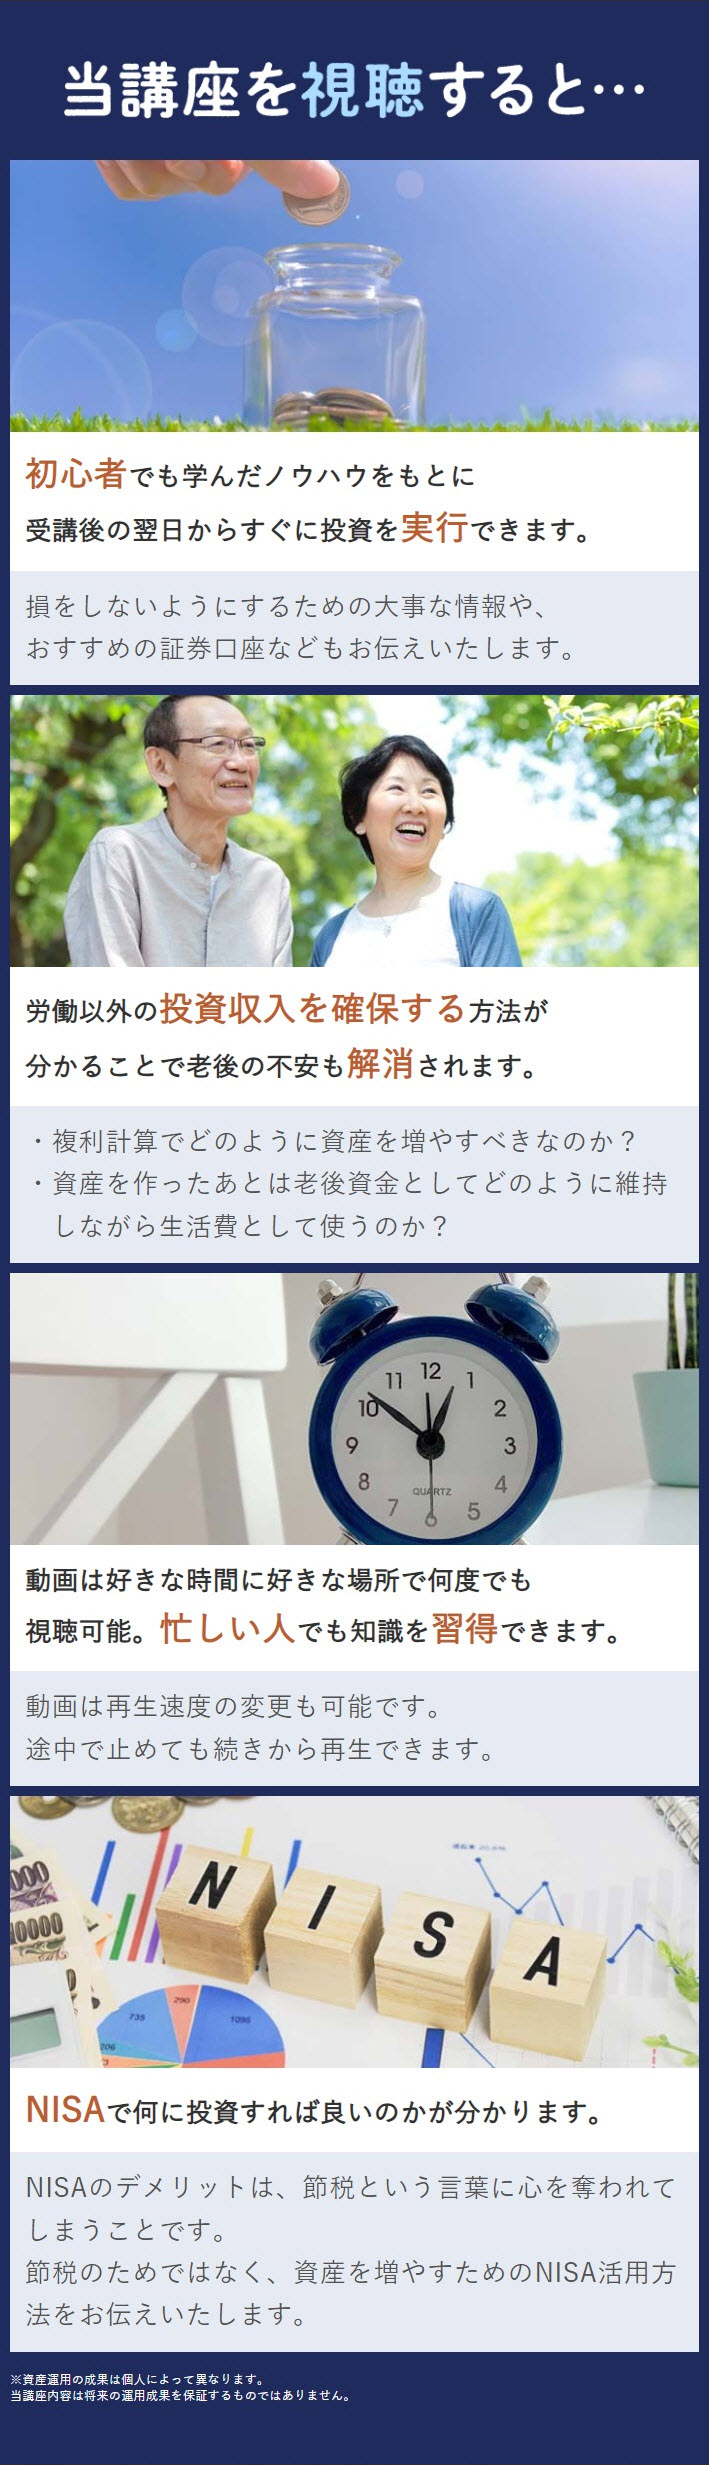 当講座を視聴すると…
初心者でも学んだノウハウをもとに
受講後の翌日からすぐに投資を実行できます。
損をしないようにするための大事な情報や、
おすすめの証券口座などもお伝えいたします。
労働以外の投資収入を確保する方法が
分かることで老後の不安も解消されます。
・複利計算でどのように資産を増やすべきなのか？
・資産を作ったあとは老後資金としてどのように維持
しながら生活費として使うのか？
12
11
1
10
2
9
3
8
4
QUARTZ
7
5
6
動画は好きな時間に好きな場所で何度でも
視聴可能。忙しい人でも知識を習得できます。
動画は再生速度の変更も可能です。
途中で止めても続きから再生できます。
N I S A
10000
290
735
1095
206
NISAで何に投資すれば良いのかが分かります。
NISAのデメリットは、節税という言葉に心を奪われて
しまうことです。
節税のためではなく、資産を増やすためのNISA活用方
法をお伝えいたします。
※資産運用の成果は個人によって異なります。
当講座内容は将来の運用成果を保証するものではありません。